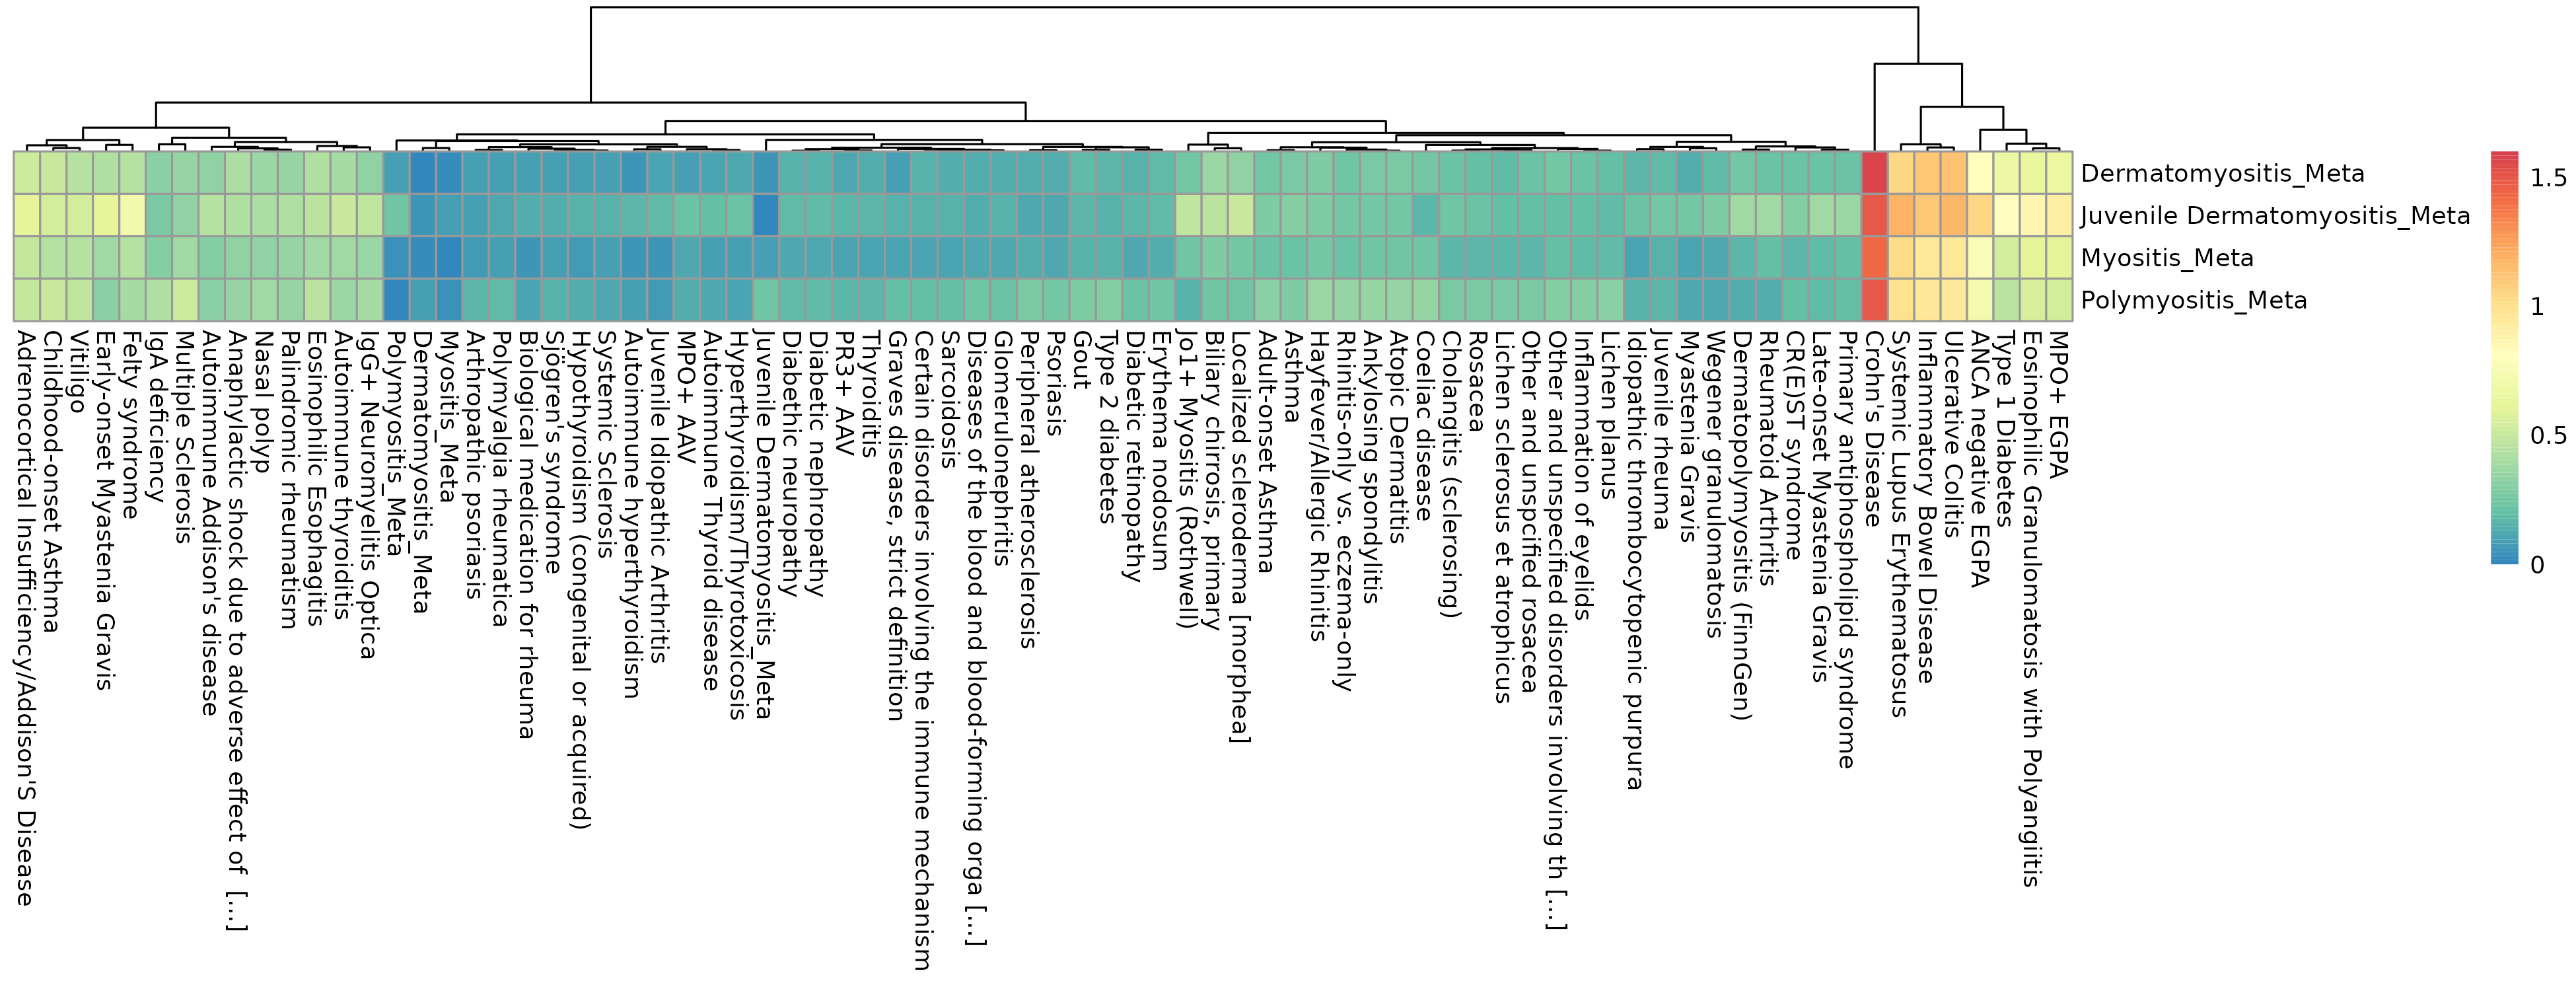 Dermatomyositis_Meta
Juvenile Dermatomyositis_Meta
Myositis_Meta
Polymyositis_Meta
1.5
1
0.5
0
Adrenocortical Insufficiency/Addison'S Disease
Childhood-onset Asthma
Vitiligo
Early-onset Myastenia Gravis
Felty syndrome
IgA deficiency
Multiple Sclerosis
Autoimmune Addison's disease
Anaphylactic shock due to adverse effect of [...]
Nasal polyp
Palindromic rheumatism
Eosinophilic Esophagitis
Autoimmune thyroiditis
IgG+ Neuromyelitis Optica
Polymyositis_Meta
Dermatomyositis_Meta
Myositis_Meta
Arthropathic psoriasis
Polymyalgia rheumatica
Biological medication for rheuma
Sjögren's syndrome
Hypothyroidism (congenital or acquired)
Systemic Sclerosis
Autoimmune hyperthyroidism
Juvenile Idiopathic Arthritis
MPO+ AAV
Autoimmune Thyroid disease
Hyperthyroidism/Thyrotoxicosis
Juvenile Dermatomyositis_Meta
Diabethic neuropathy
Diabetic nephropathy
PR3+ AAV
Thyroiditis
Graves disease, strict definition
Certain disorders involving the immune mechanism
Sarcoidosis
Diseases of the blood and blood-forming orga [...]
Glomerulonephritis
Peripheral atherosclerosis
Psoriasis
Gout
Type 2 diabetes
Diabetic retinopathy
Erythema nodosum
Jo1+ Myositis (Rothwell)
Biliary chirrosis, primary
Localized scleroderma [morphea]
Adult-onset Asthma
Asthma
Hayfever/Allergic Rhinitis
Rhinitis-only vs. eczema-only
Ankylosing spondylitis
Atopic Dermatitis
Coeliac disease
Cholangitis (sclerosing)
Rosacea
Lichen sclerosus et atrophicus
Other and unspcified rosacea
Other and unspecified disorders involving th [...]
Inflammation of eyelids
Lichen planus
Idiopathic thrombocytopenic purpura
Juvenile rheuma
Myastenia Gravis
Wegener granulomatosis
Dermatopolymyositis (FinnGen)
Rheumatoid Arthritis
CR(E)ST syndrome
Late-onset Myastenia Gravis
Primary antiphospholipid syndrome
Crohn's Disease
Systemic Lupus Erythematosus
Inflammatory Bowel Disease
Ulcerative Colitis
ANCA negative EGPA
Type 1 Diabetes
Eosinophilic Granulomatosis with Polyangiitis
MPO+ EGPA